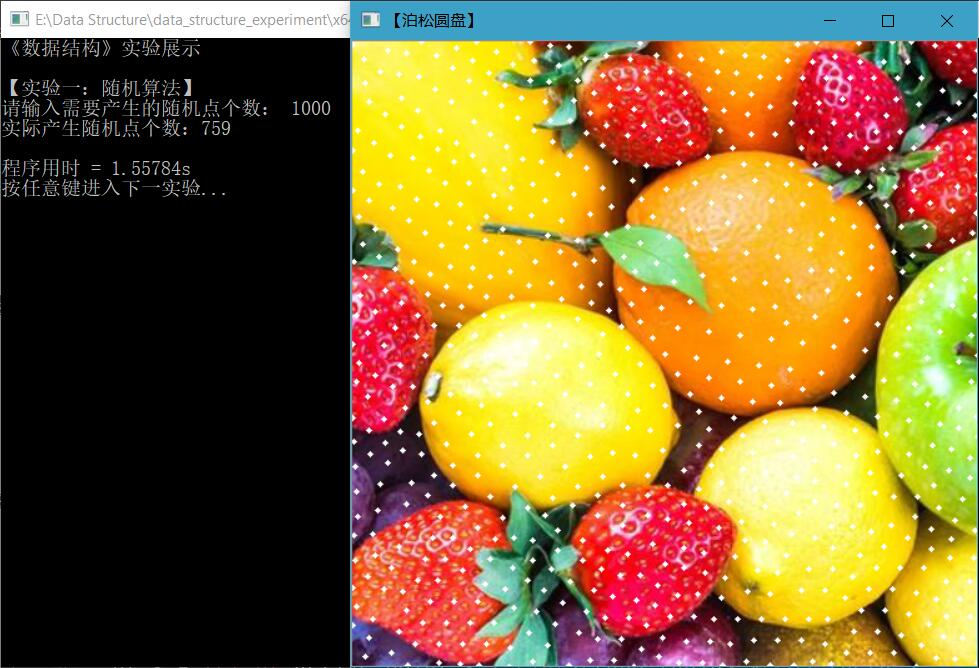 E:\Data Structure\data_structure_experiment\x64
【泊松圆盘】
《数据结构》实验展示
【实验一：随机算法】
请输入需要产生的随机点个数： 1000
实际产生随机点个数：759
程序用时 = 1.55784s
按任意键进入下一实验...